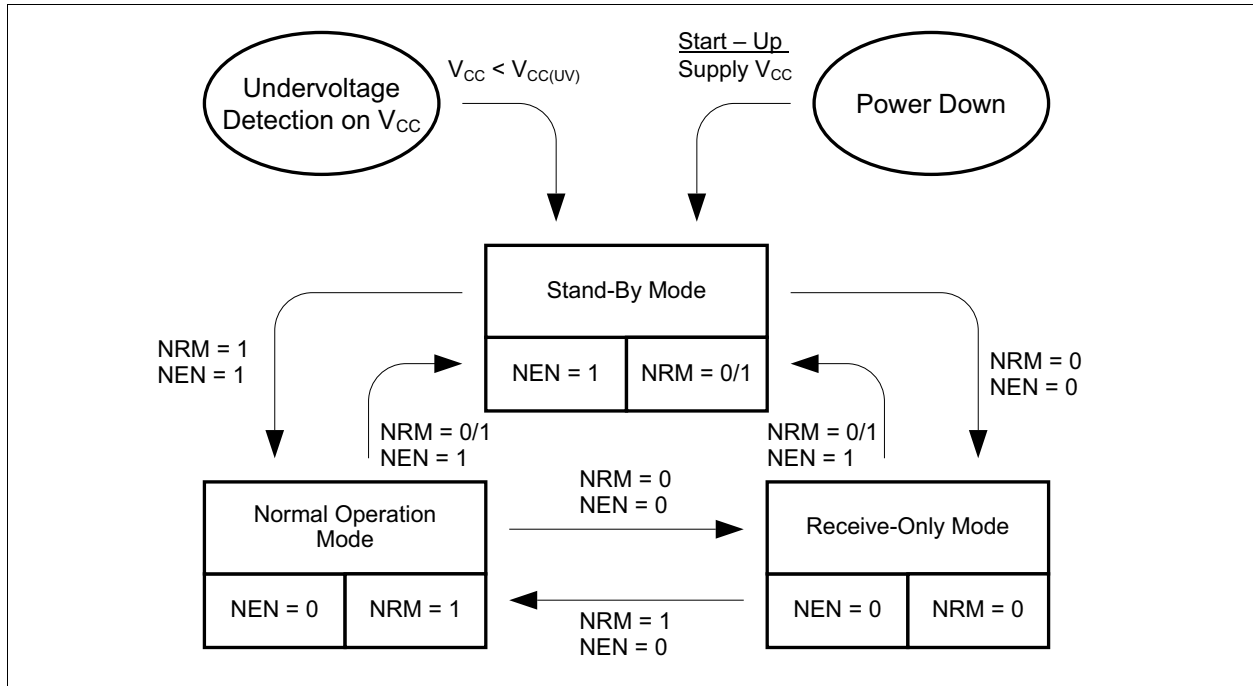 Undervoltage
Detection on VCC
VCC < VCC(UV)
Start – Up
Supply VCC
Power Down
Stand-By Mode
NEN = 1
NRM = 0/1
NRM = 1
NEN = 1
NRM = 0
NEN = 0
NRM = 0/1
NEN = 1
NRM = 0/1
NEN = 1
Normal Operation
Mode
NEN = 0
NRM = 1
NRM = 0
NEN = 0
NRM = 1
NEN = 0
Receive-Only Mode
NEN = 0
NRM = 0